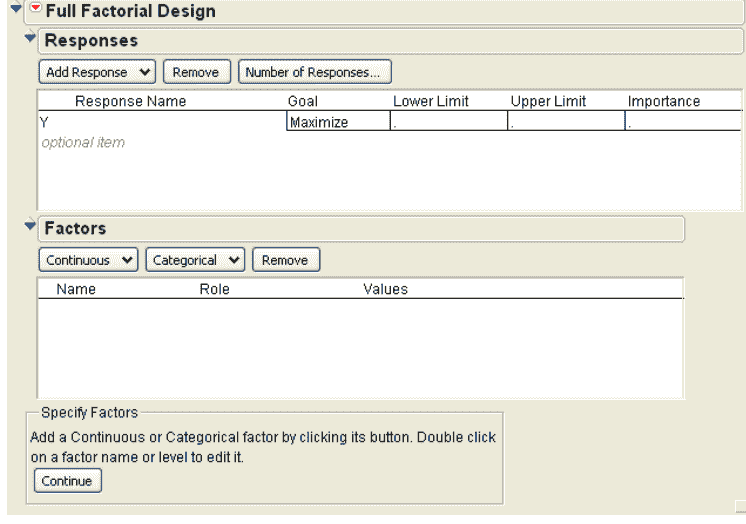 Full Factorial Design
Responses
Add Response Remove Number of Responses...
Response Name Goal Lower Limit Upper Limit Importance
Y Maximize . . .
optional item
Factors
Continuous Categorical Remove
Name Role Values
Specify Factors
Add a Continuous or Categorical factor by clicking its button. Double click
on a factor name or level to edit it.
Continue